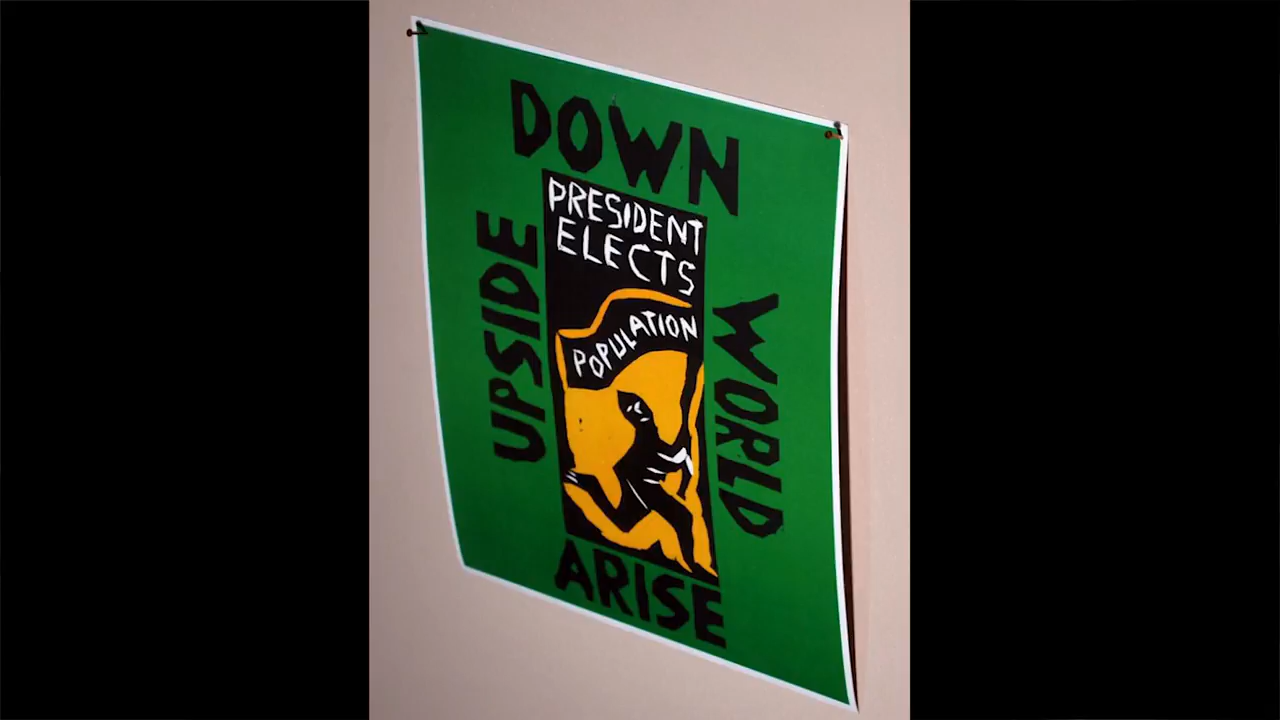 UPSIDE
DOWN
WORLD
ARISE
PRESIDENT
ELECTS
POPULATION